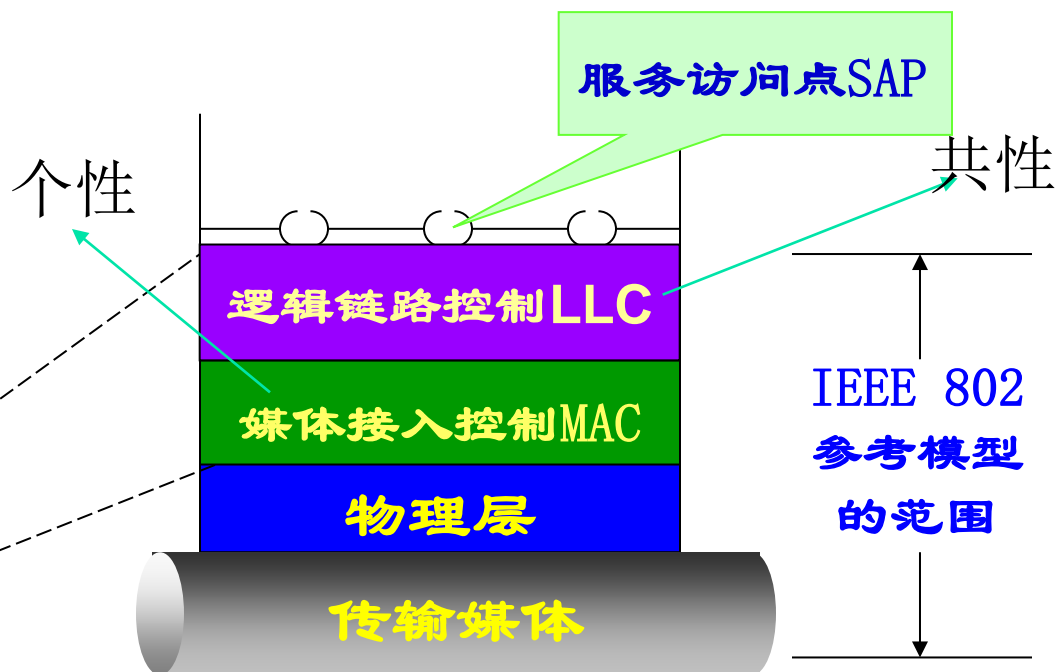 服务访问点SAP
个性
共性
逻辑链路控制LLC
媒体接入控制MAC
物理层
传输媒体
IEEE 802
参考模型
的范围